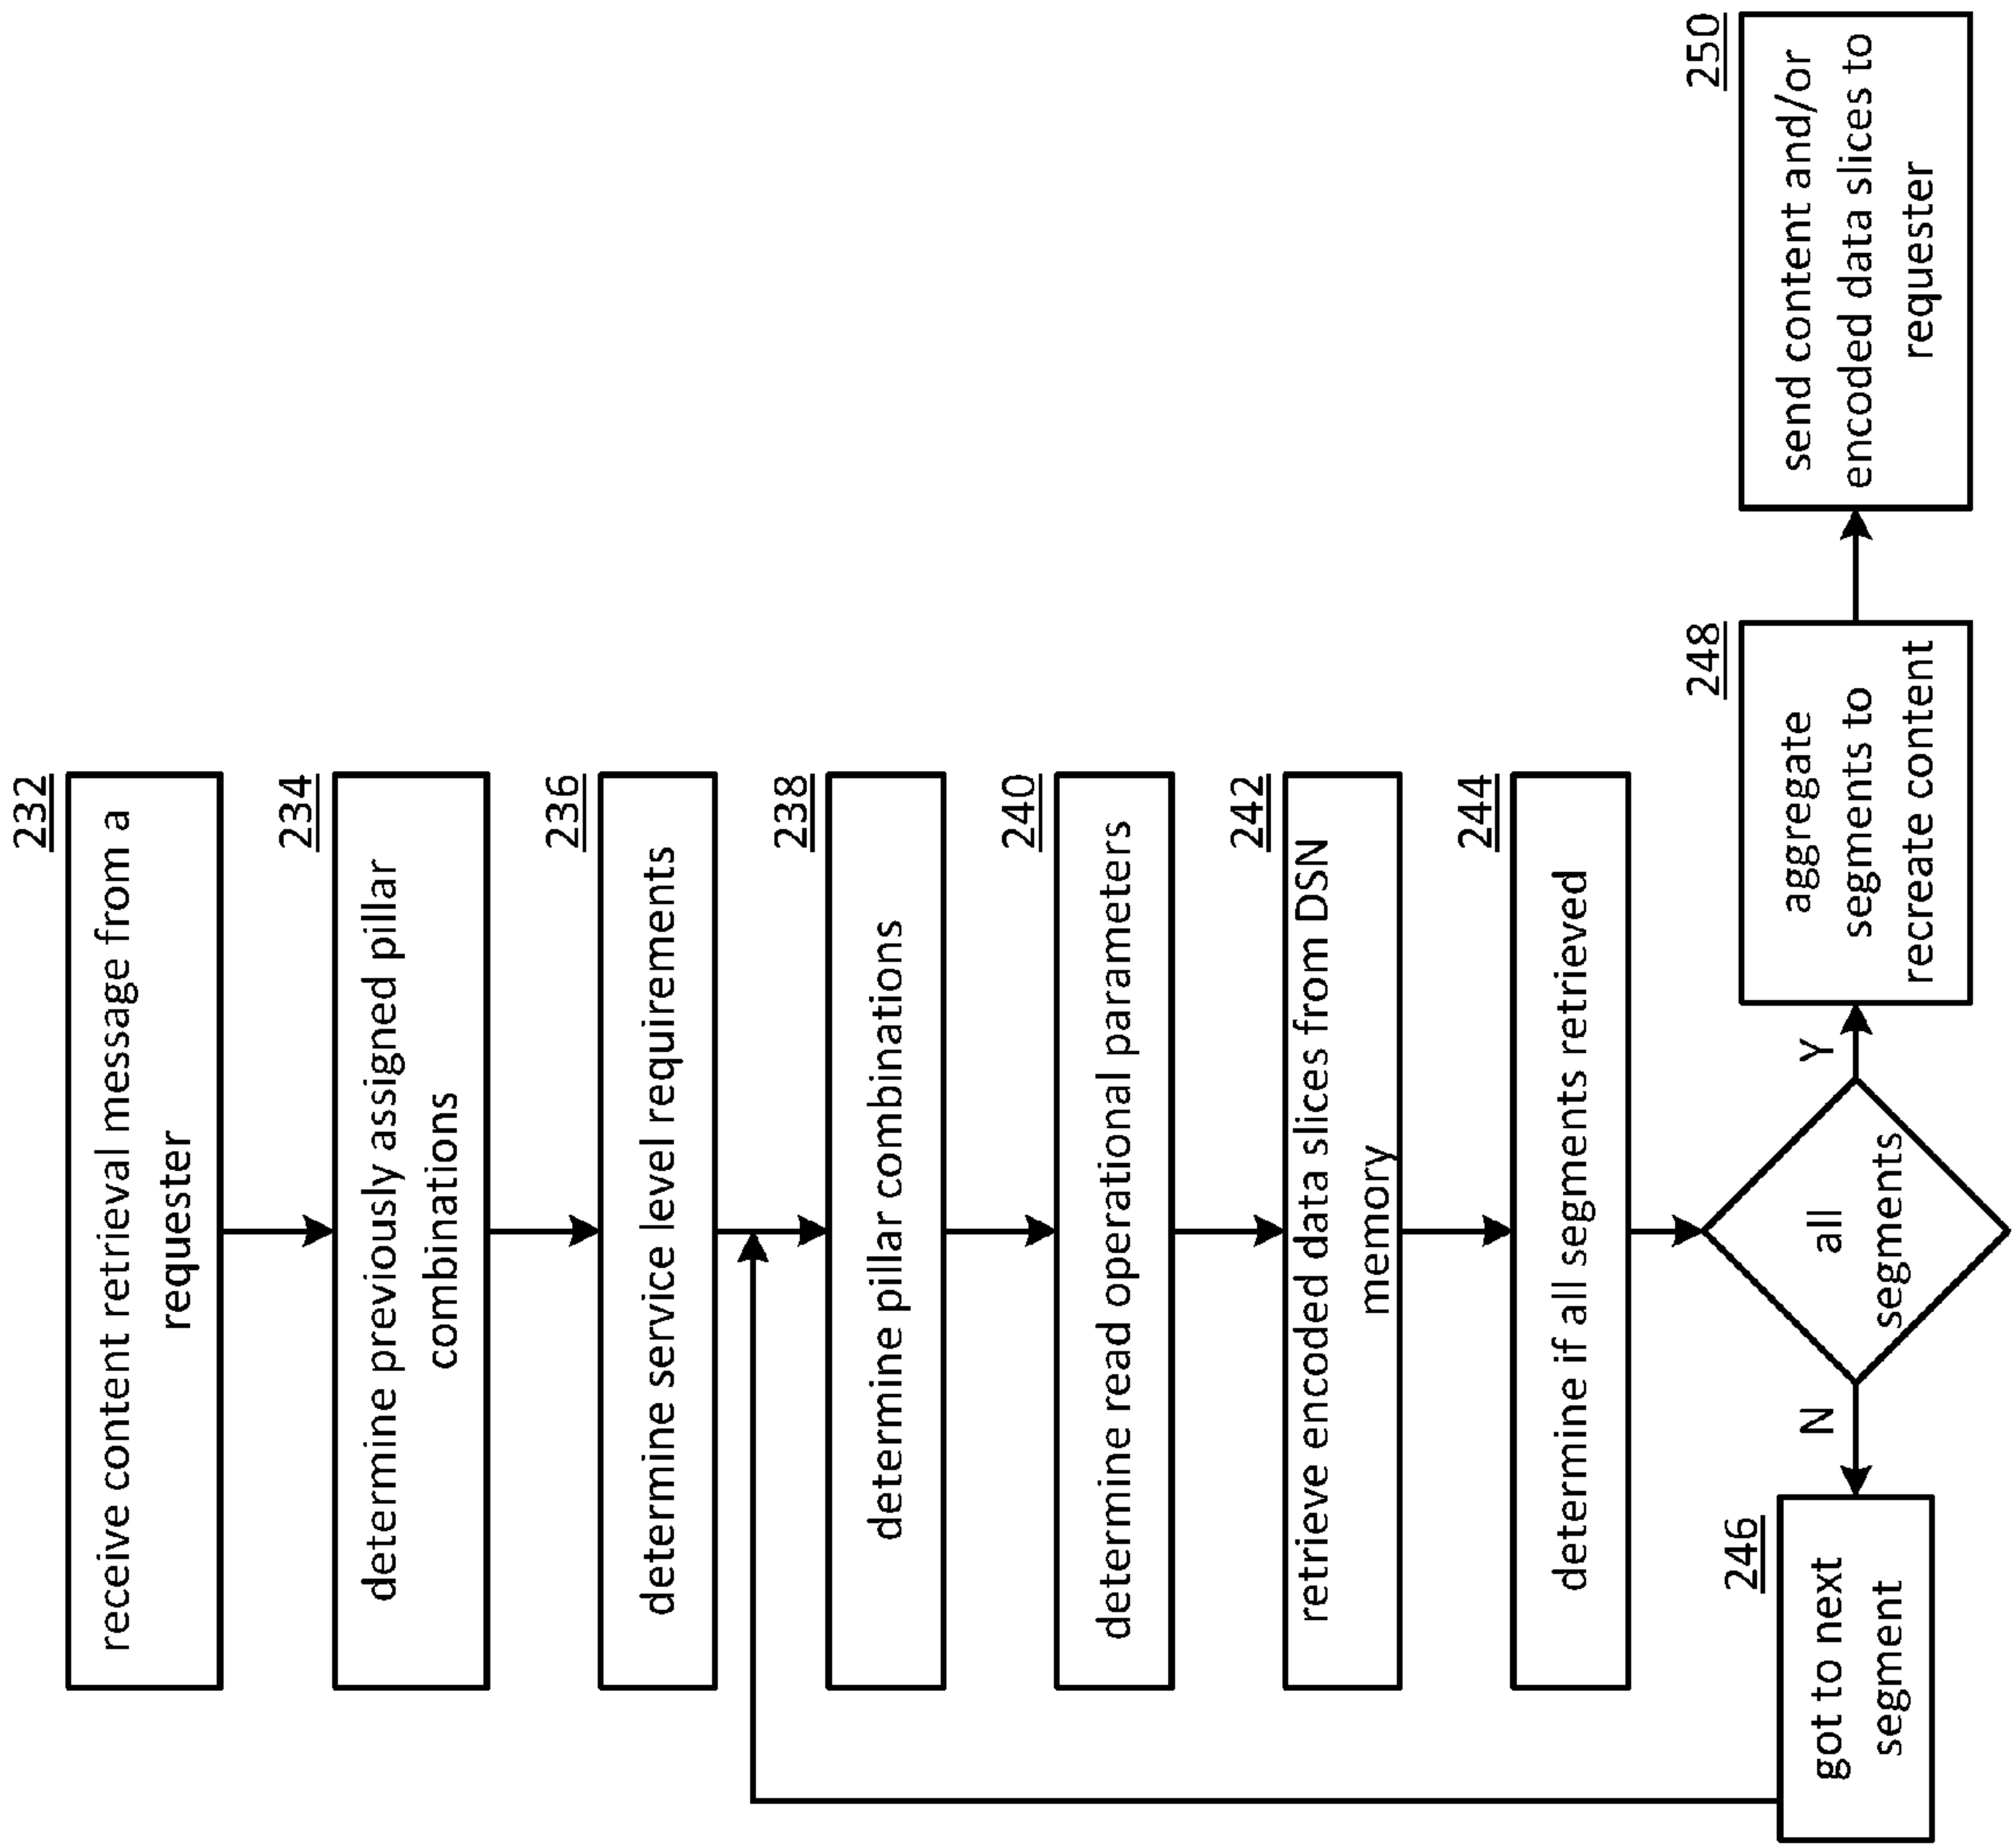 232
receive content retrieval message from a
requester
234
determine previously assigned pillar
combinations
236
determine service level requirements
238
determine pillar combinations
240
determine read operational parameters
242
retrieve encoded data slices from DSN
memory
244
determine if all segments retrieved
all
segments
N
Y
246
got to next
segment
248
aggregate
segments to
recreate content
250
send content and/or
encoded data slices to
requester